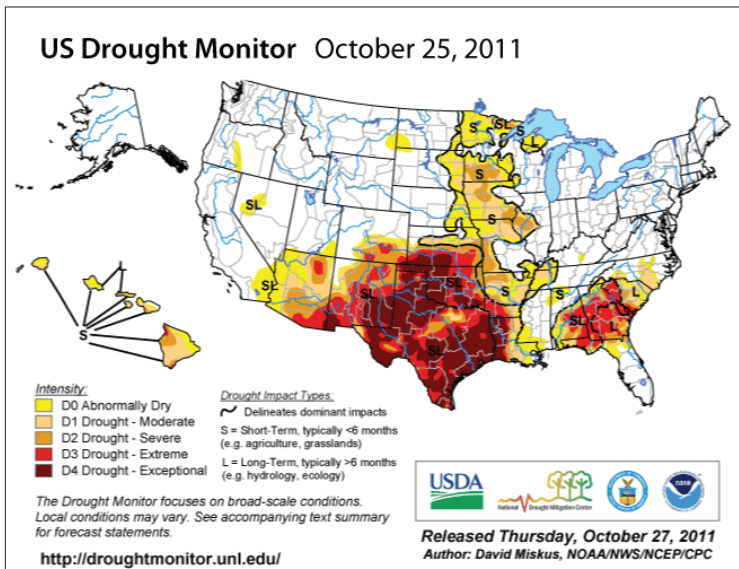 US Drought Monitor October 25, 2011
S
SL
S
L
S
SL
S
SL
SL
SL
S
S
L
SL
L
SL
S
Intensity:
D0 Abnormally Dry
D1 Drought - Moderate
D2 Drought - Severe
D3 Drought - Extreme
D4 Drought - Exceptional
Drought Impact Types:
Delineates dominant impacts
S = Short-Term, typically <6 months
(e.g. agriculture, grasslands)
L = Long-Term, typically >6 months
(e.g. hydrology, ecology)
USDA
National Drought Mitigation Center
The Drought Monitor focuses on broad-scale conditions.
Local conditions may vary. See accompanying text summary
for forecast statements.
http://droughtmonitor.unl.edu/
Released Thursday, October 27, 2011
Author: David Miskus, NOAA/NWS/NCEP/CPC